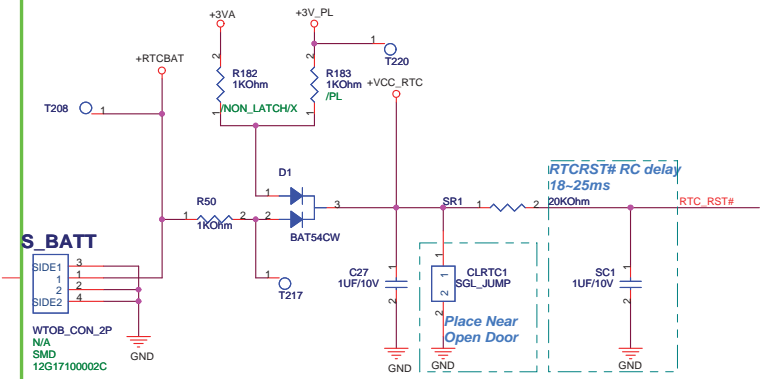 +3VA
+3V_PL
1
T220
+RTCBAT
2
R182
1KOhm
/NON_LATCH/X
1
2
R183
1KOhm
/PL
1
+VCC_RTC
T208
1
D1
1
2
3
BAT54CW
R50
1
2
1KOhm
1
T217
SR1
1
2
20KOhm
RTCRST# RC delay
18~25ms
RTC_RST#
S_BATT
SIDE1
1
2
SIDE2
3
1
2
4
WTOB_CON_2P
N/A
SMD
12G17100002C
GND
C27
1UF/10V
1
2
GND
1
1
2
2
CLRTC1
SGL_JUMP
Place Near
Open Door
GND
SC1
1UF/10V
1
2
GND